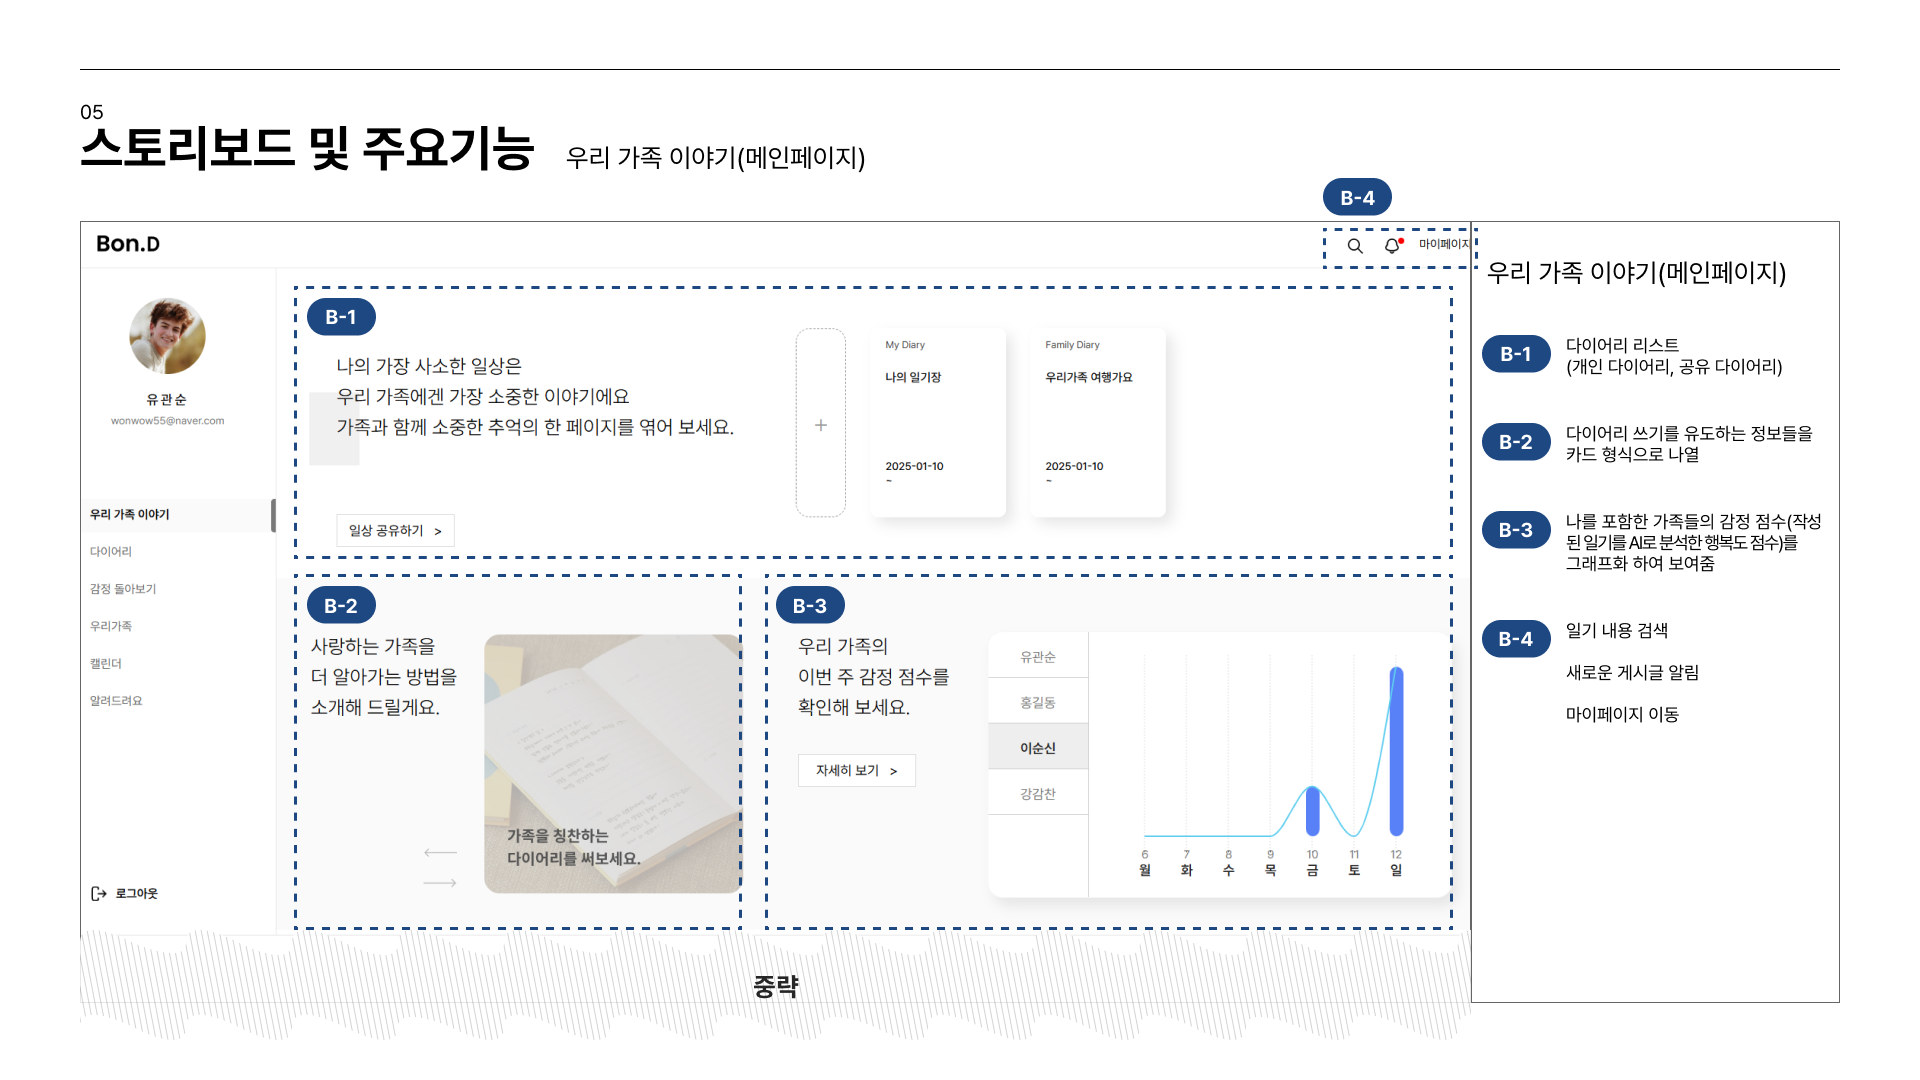 05
스토리보드 및 주요기능
우리 가족 이야기(메인페이지)
B-4
Bon.D
마이페이지
유관순
wonwow55@naver.com
우리 가족 이야기
다이어리
감정 돌아보기
우리가족
캘린더
알려드려요
로그아웃
B-1
나의 가장 사소한 일상은
우리 가족에겐 가장 소중한 이야기에요
가족과 함께 소중한 추억의 한 페이지를 엮어 보세요.
일상 공유하기 >
+
My Diary
나의 일기장
2025-01-10
~
Family Diary
우리가족 여행가요
2025-01-10
~
B-2
사랑하는 가족을
더 알아가는 방법을
소개해 드릴게요.
가족을 칭찬하는
다이어리를 써보세요.
B-3
우리 가족의
이번 주 감정 점수를
확인해 보세요.
자세히 보기 >
유관순
홍길동
이순신
강감찬
6 7 8 9 10 11 12
월 화 수 목 금 토 일
중략
우리 가족 이야기(메인페이지)
B-1
다이어리 리스트
(개인 다이어리, 공유 다이어리)
B-2
다이어리 쓰기를 유도하는 정보들을
카드 형식으로 나열
B-3
나를 포함한 가족들의 감정 점수(작성
된 일기를 AI로 분석한 행복도 점수)를
그래프화 하여 보여줌
B-4
일기 내용 검색
새로운 게시글 알림
마이페이지 이동